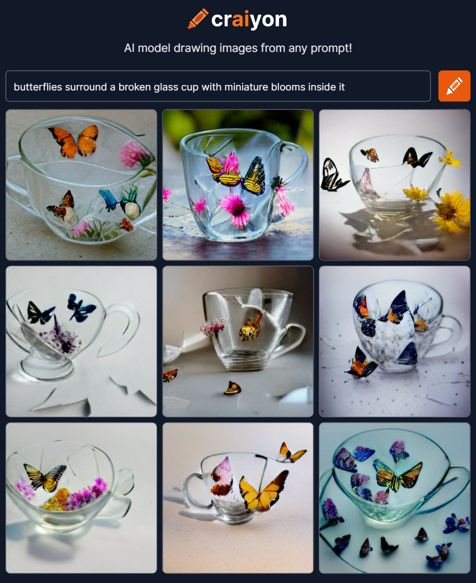 craiyon
AI model drawing images from any prompt!
butterflies surround a broken glass cup with miniature blooms inside it